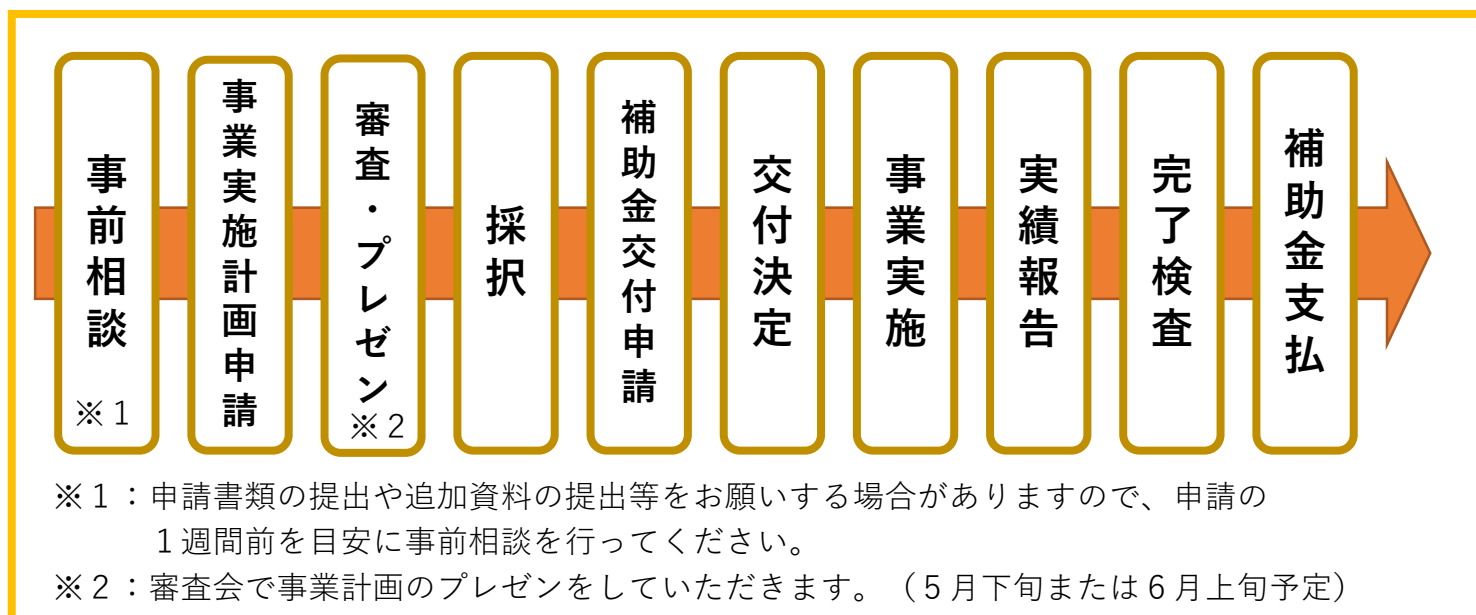 事前相談
※１
事業実施計画申請
審査・プレゼン
※２
採択
補助金交付申請
交付決定
事業実施
実績報告
完了検査
補助金支払
※１：申請書類の提出や追加資料の提出等をお願いする場合がありますので、申請の
１週間前を目安に事前相談を行ってください。
※２：審査会で事業計画のプレゼンをしていただきます。（５月下旬または６月上旬予定）